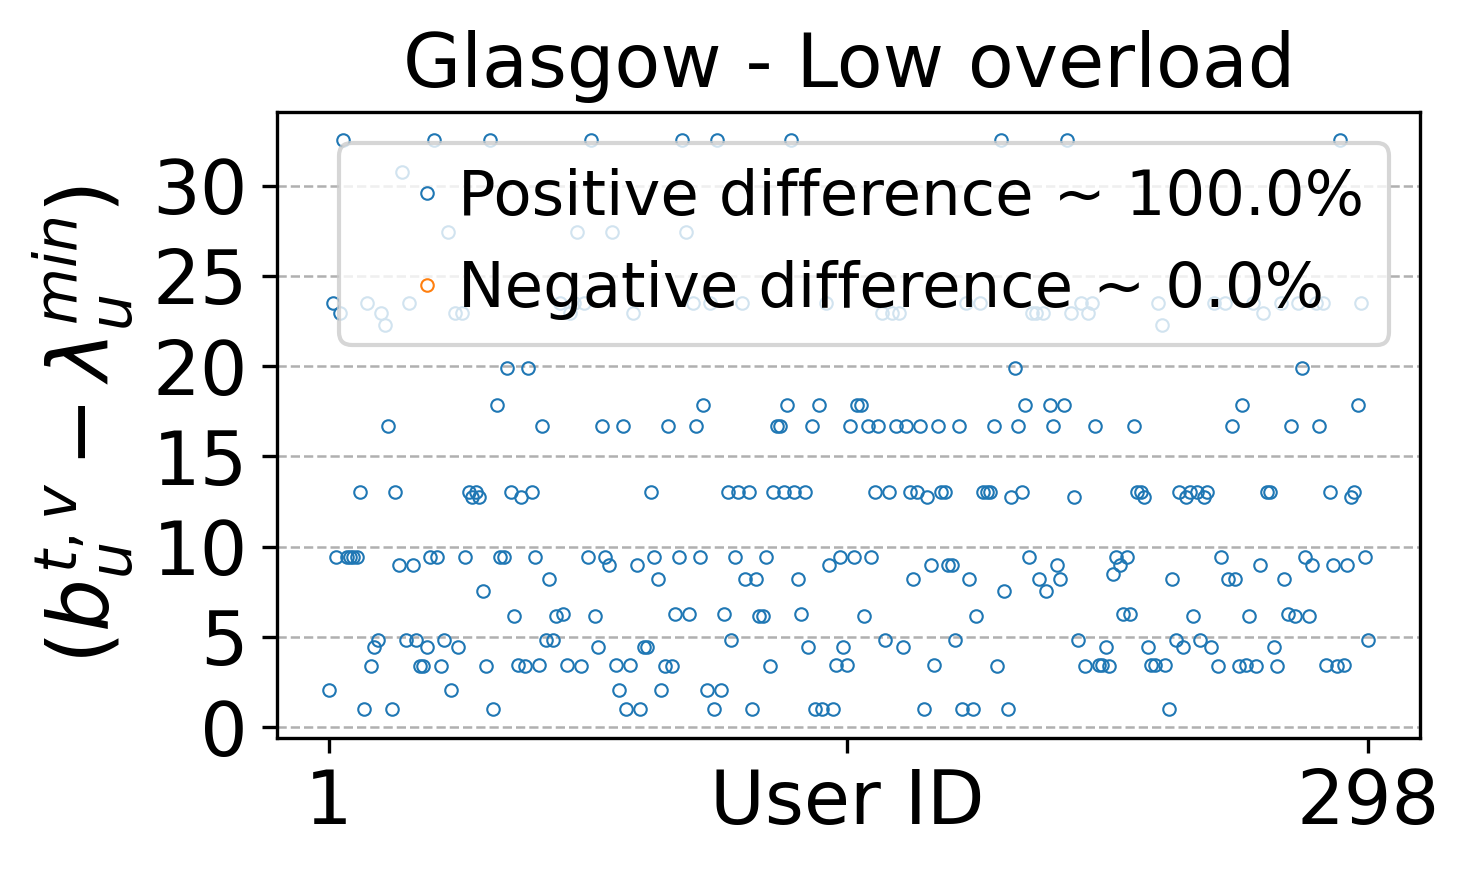 Glasgow - Low overload
(b_u^{t, v} − λ_u^{min})
30
25
20
15
10
5
0
Positive difference ~ 100.0%
Negative difference ~ 0.0%
1
User ID
298